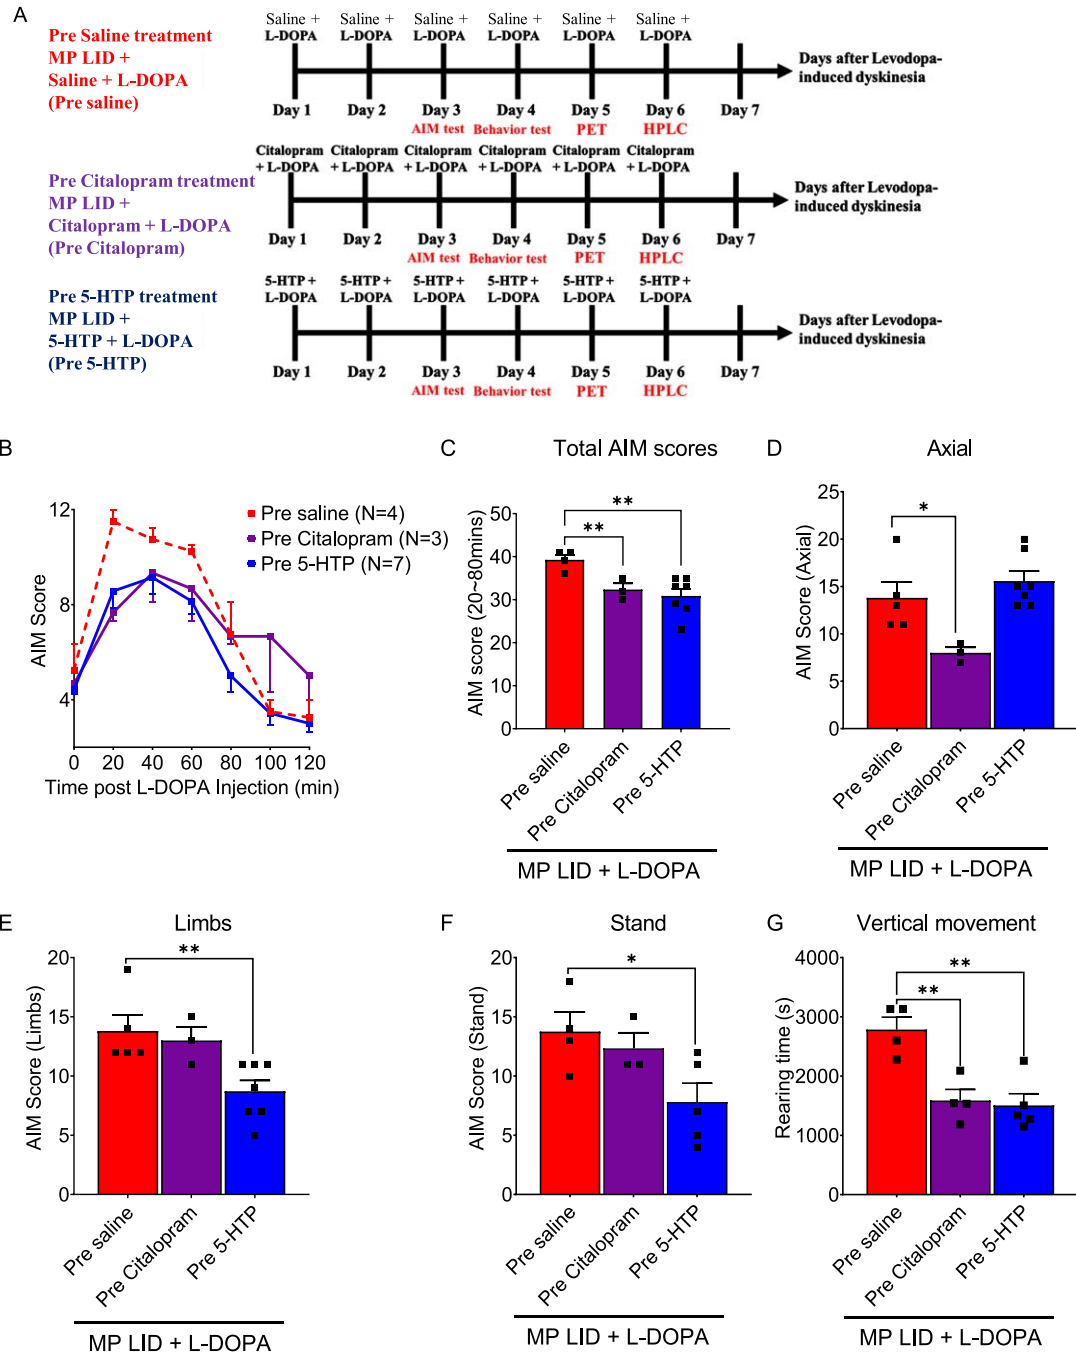 A
Pre Saline treatment
MP LID +
Saline + L-DOPA
(Pre saline)
Saline + Saline + Saline + Saline + Saline + Saline +
L-DOPA L-DOPA L-DOPA L-DOPA L-DOPA L-DOPA
Day 1 Day 2 Day 3 Day 4 Day 5 Day 6 Day 7
AIM test Behavior test PET HPLC
Days after Levodopa-
induced dyskinesia
Pre Citalopram treatment
MP LID +
Citalopram + L-DOPA
(Pre Citalopram)
Citalopram Citalopram Citalopram Citalopram Citalopram Citalopram
+ L-DOPA + L-DOPA + L-DOPA + L-DOPA + L-DOPA + L-DOPA
Day 1 Day 2 Day 3 Day 4 Day 5 Day 6 Day 7
AIM test Behavior test PET HPLC
Days after Levodopa-
induced dyskinesia
Pre 5-HTP treatment
MP LID +
5-HTP + L-DOPA
(Pre 5-HTP)
5-HTP + 5-HTP + 5-HTP + 5-HTP + 5-HTP + 5-HTP +
L-DOPA L-DOPA L-DOPA L-DOPA L-DOPA L-DOPA
Day 1 Day 2 Day 3 Day 4 Day 5 Day 6 Day 7
AIM test Behavior test PET HPLC
Days after Levodopa-
induced dyskinesia
B
AIM Score
12
8
4
0 20 40 60 80 100 120
Time post L-DOPA Injection (min)
Pre saline (N=4)
Pre Citalopram (N=3)
Pre 5-HTP (N=7)
C
Total AIM scores
AIM score (20~80mins)
50
40
30
20
10
0
**
**
Pre saline
Pre Citalopram
Pre 5-HTP
MP LID + L-DOPA
D
Axial
AIM Score (Axial)
25
20
15
10
5
0
*
Pre saline
Pre Citalopram
Pre 5-HTP
MP LID + L-DOPA
E
Limbs
AIM Score (Limbs)
20
15
10
5
0
**
Pre saline
Pre Citalopram
Pre 5-HTP
MP LID + L-DOPA
F
Stand
AIM Score (Stand)
20
15
10
5
0
*
Pre saline
Pre Citalopram
Pre 5-HTP
MP LID + L-DOPA
G
Vertical movement
Rearing time (s)
4000
3000
2000
1000
0
**
**
Pre saline
Pre Citalopram
Pre 5-HTP
MP LID + L-DOPA